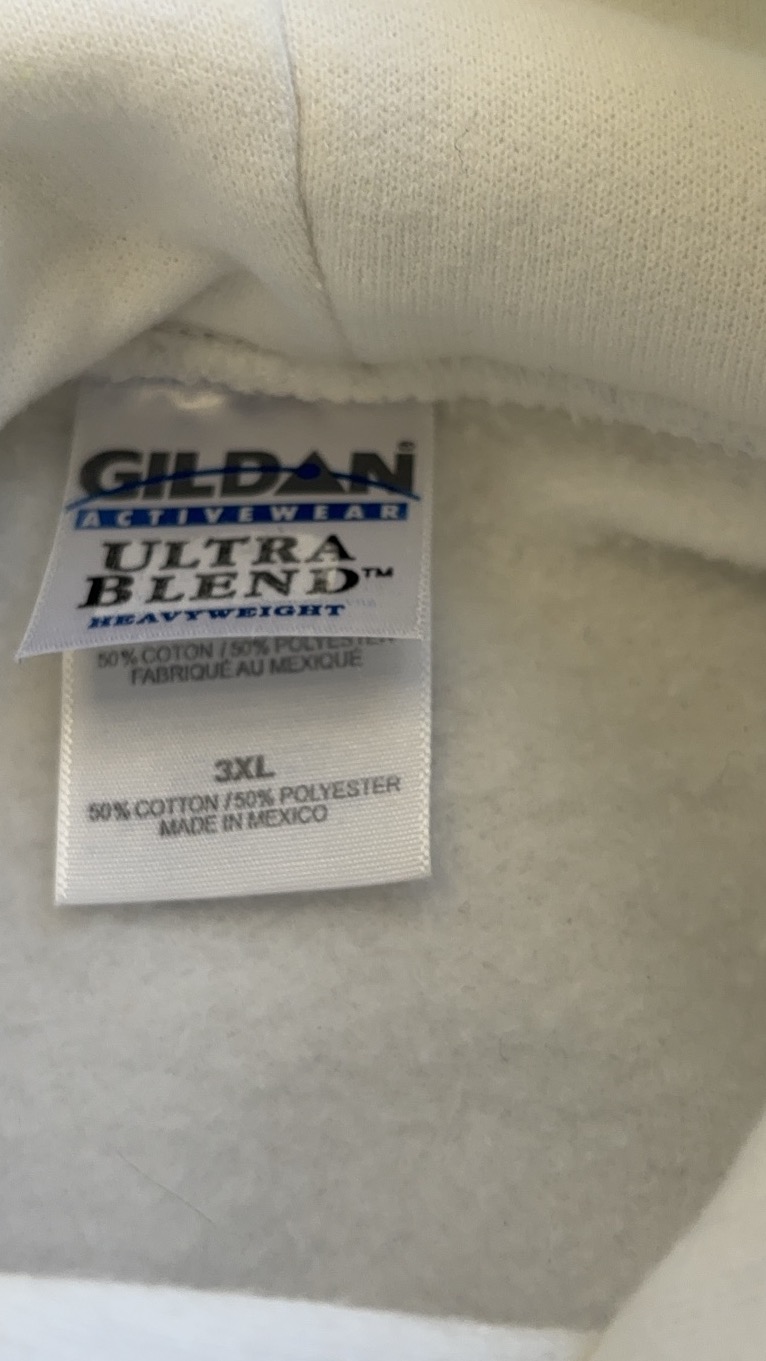 GILDAN®
ACTIVEWEAR
ULTRA
BLEND™
HEAVYWEIGHT
50% COTON / 50% POLYESTER
FABRIQUÉ AU MEXIQUE
3XL
50% COTTON / 50% POLYESTER
MADE IN MEXICO